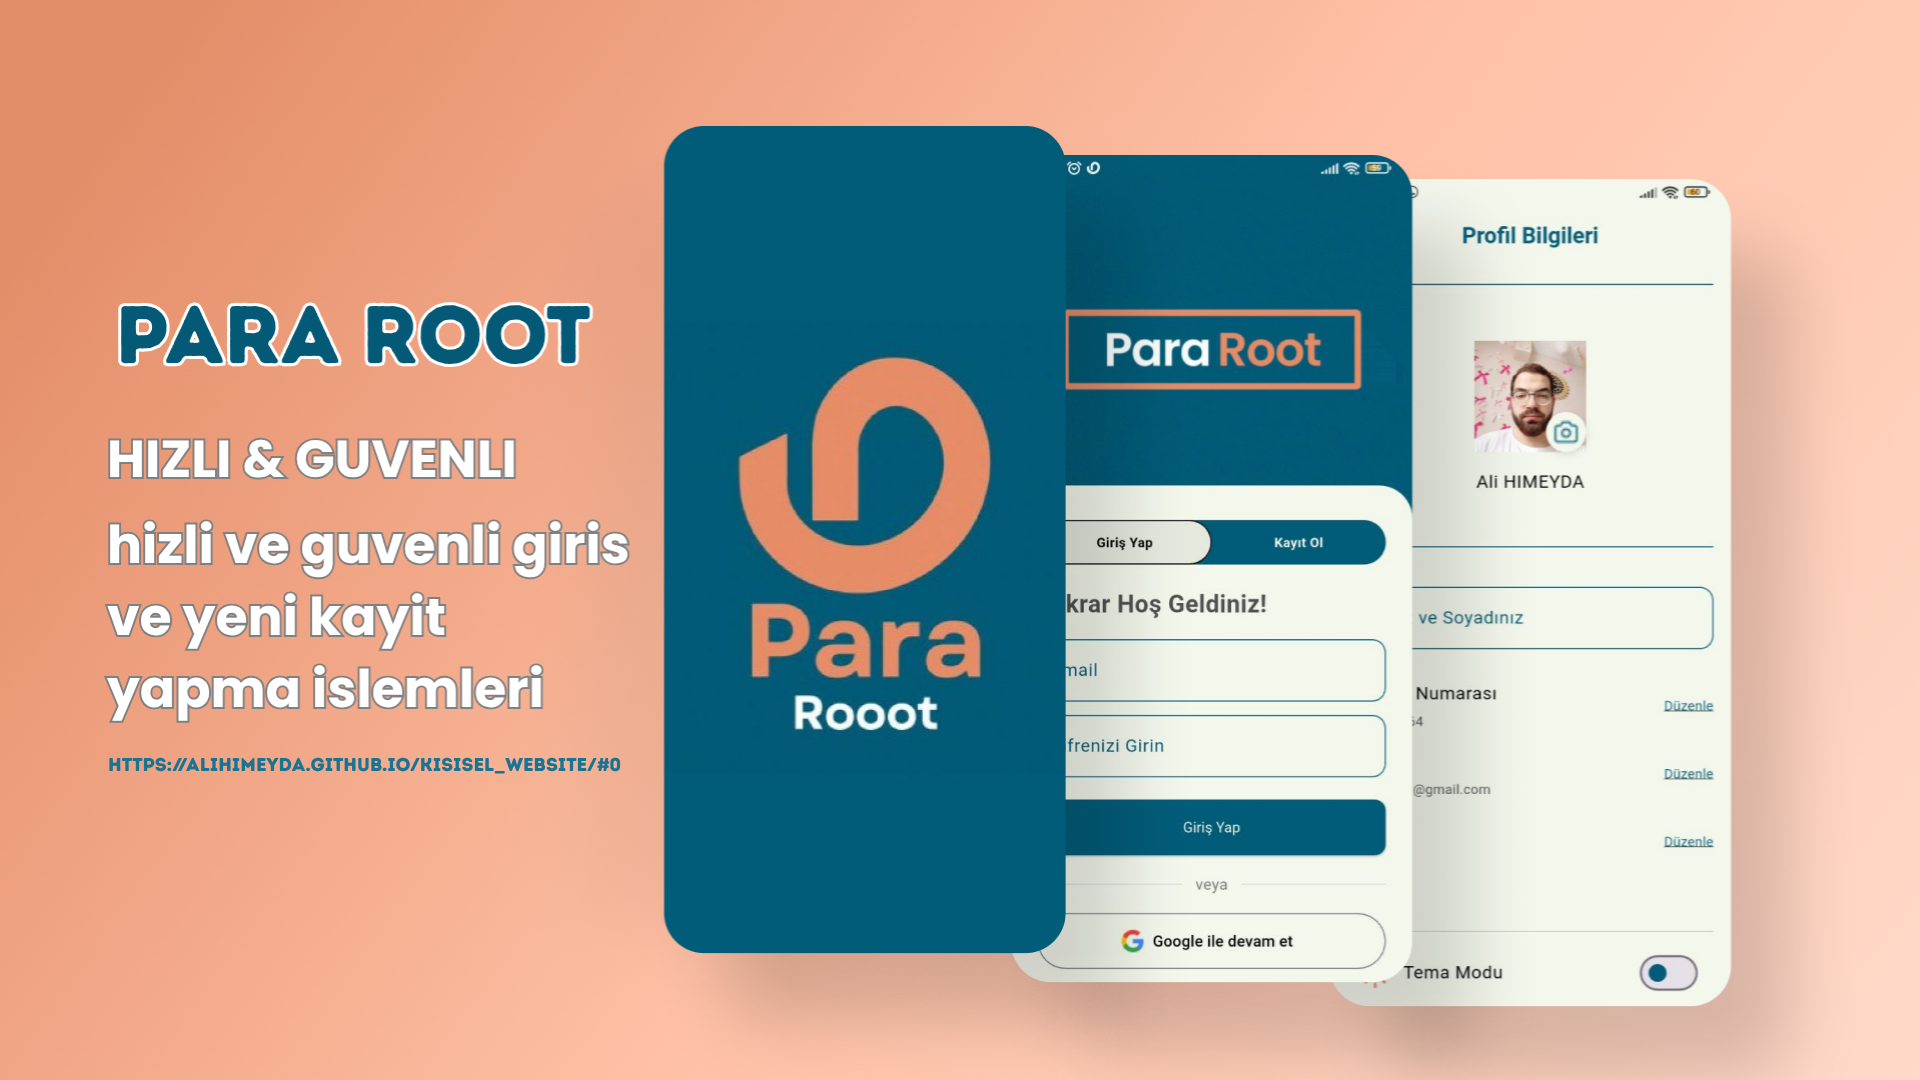 PARA ROOT
HIZLI & GUVENLI
hizli ve guvenli giris
ve yeni kayit
yapma islemleri
HTTPS://ALIHIMEYDA.GITHUB.IO/KISISEL_WEBSITE/#0
Para
Rooot
Para Root
Giriş Yap
Kayıt Ol
krar Hoş Geldiniz!
mail
frenizi Girin
Giriş Yap
veya
Google ile devam et
Profil Bilgileri
Ali HIMEYDA
ve Soyadınız
Numarası
Düzenle
64
Düzenle
@gmail.com
Düzenle
Tema Modu